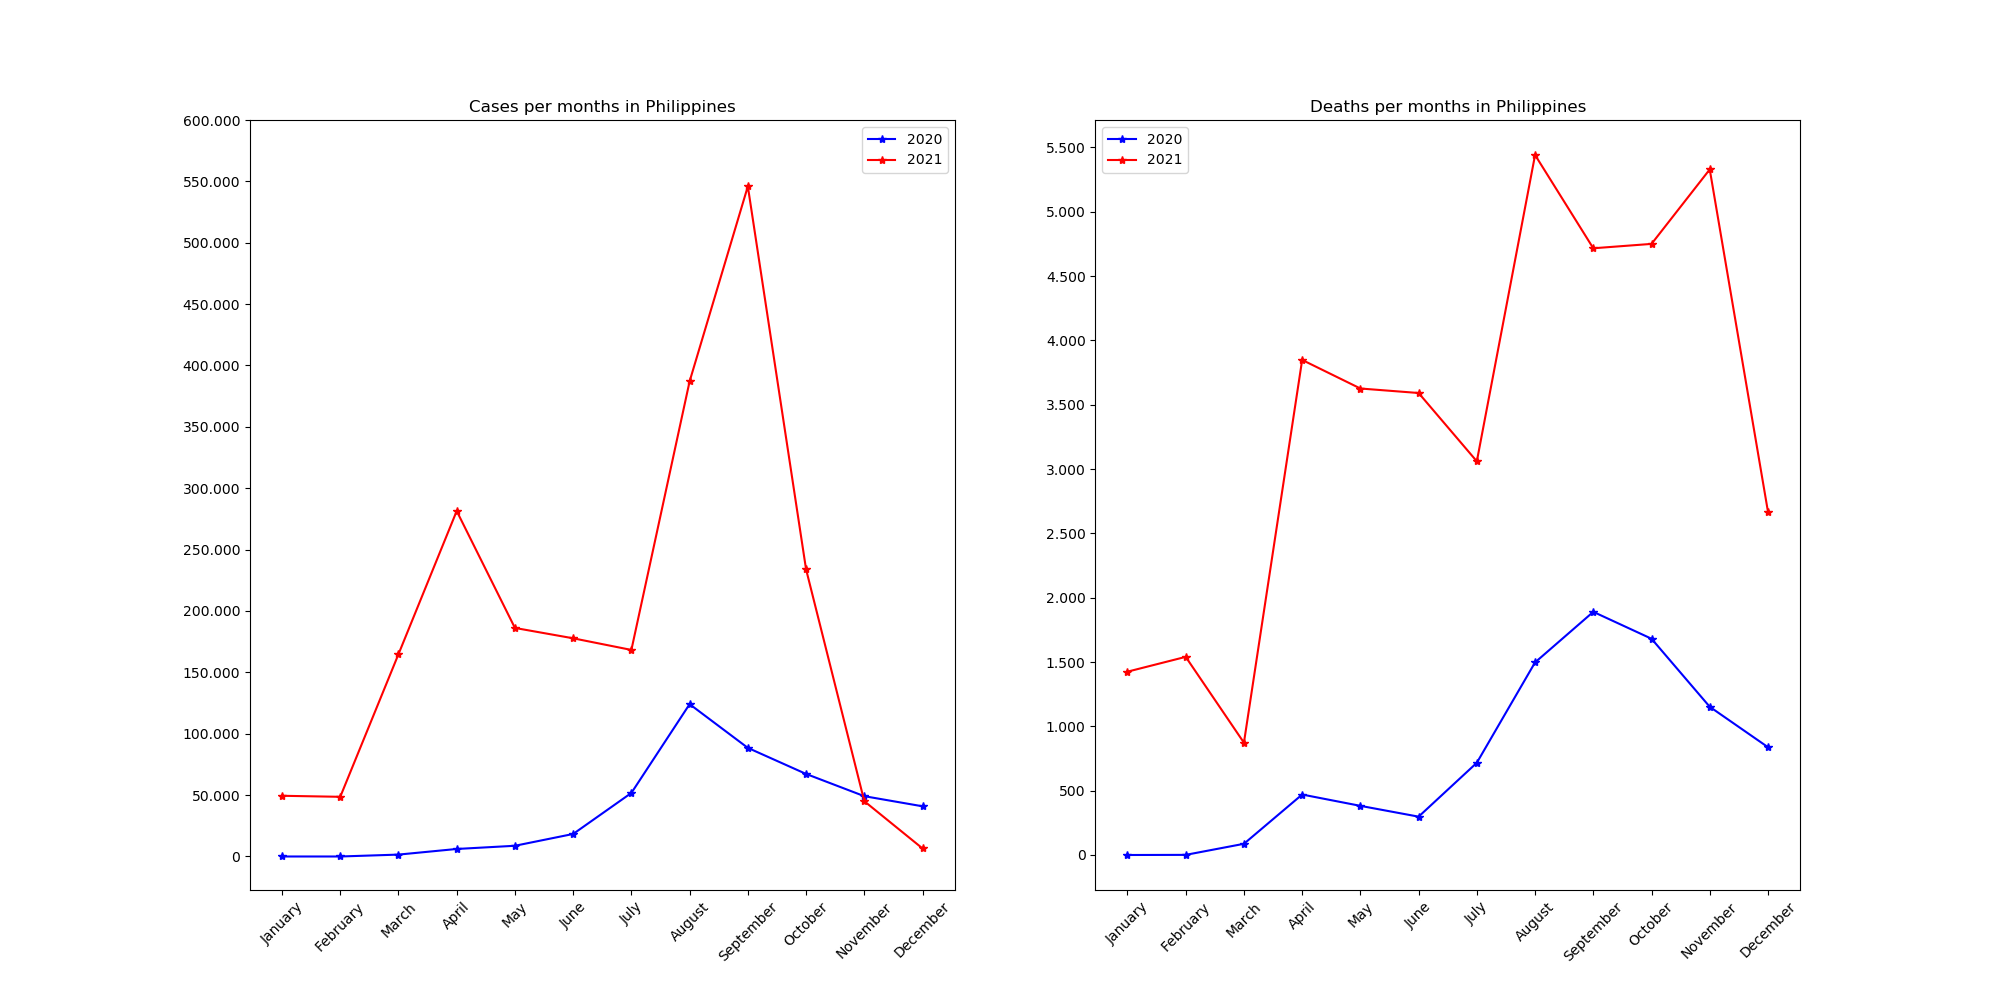 Cases per months in Philippines
600.000
550.000
500.000
450.000
400.000
350.000
300.000
250.000
200.000
150.000
100.000
50.000
0
2020
2021
January
February
March
April
May
June
July
August
September
October
November
December
Deaths per months in Philippines
5.500
5.000
4.500
4.000
3.500
3.000
2.500
2.000
1.500
1.000
500
0
2020
2021
January
February
March
April
May
June
July
August
September
October
November
December